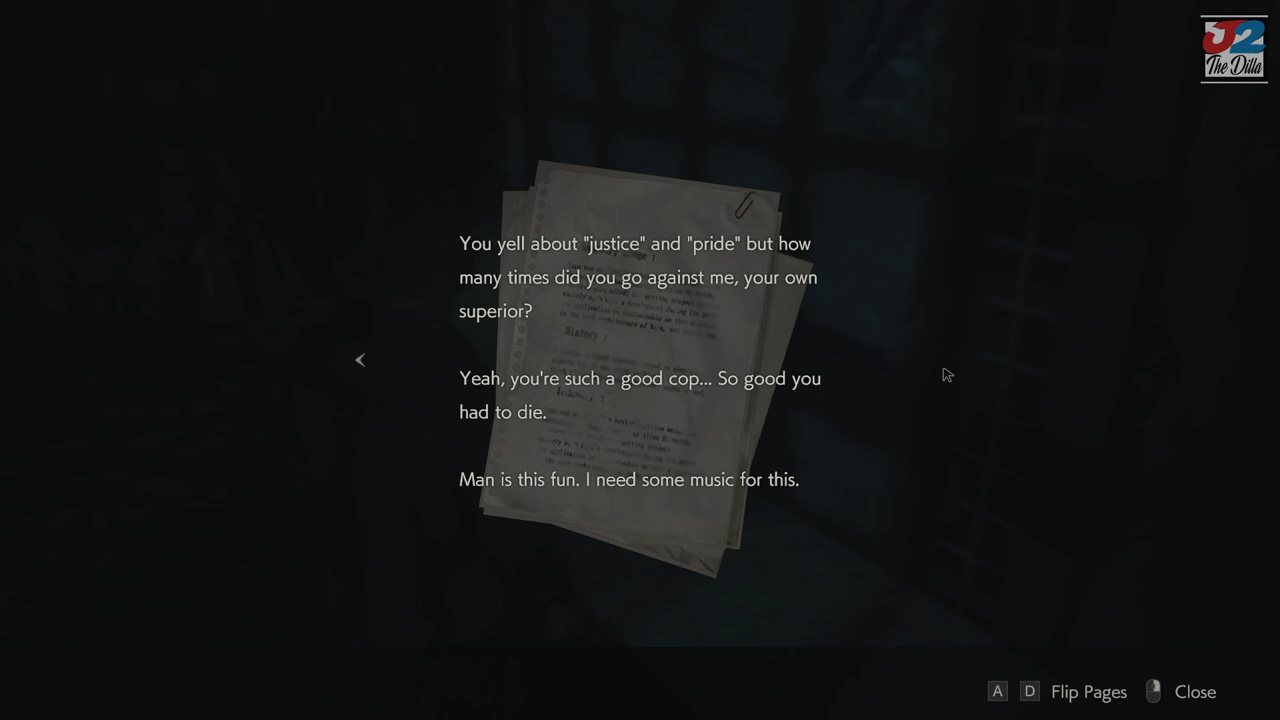 J2
The Dilla
You yell about "justice" and "pride" but how
many times did you go against me, your own
superior?
Yeah, you're such a good cop... So good you
had to die.
Man is this fun. I need some music for this.
History :
A D Flip Pages Close